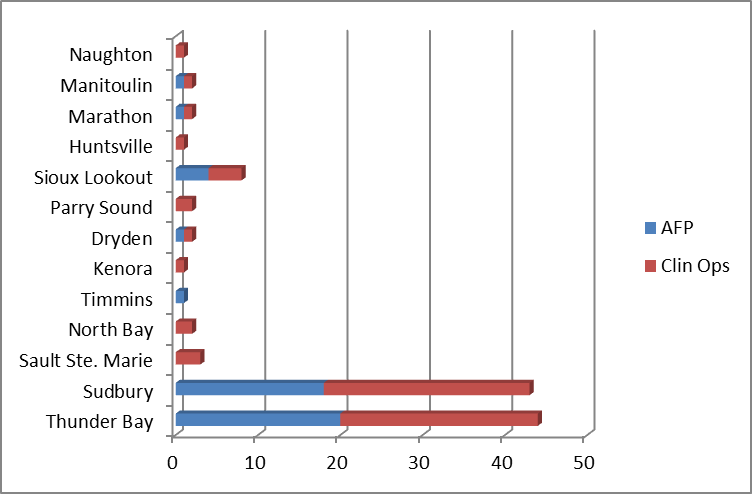 Naughton
Manitoulin
Marathon
Huntsville
Sioux Lookout
Parry Sound
Dryden
Kenora
Timmins
North Bay
Sault Ste. Marie
Sudbury
Thunder Bay
0 10 20 30 40 50
AFP
Clin Ops